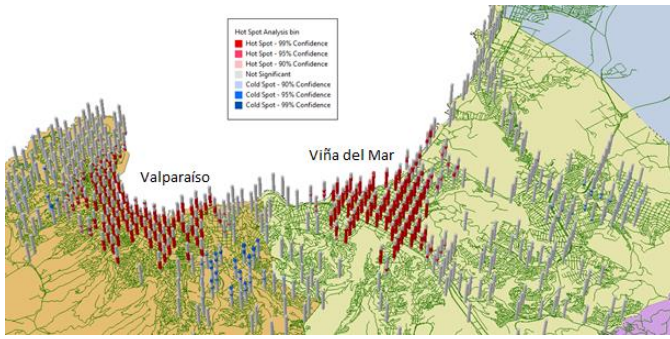 Hot Spot Analysis bin
Hot Spot - 99% Confidence
Hot Spot - 95% Confidence
Hot Spot - 90% Confidence
Not Significant
Cold Spot - 90% Confidence
Cold Spot - 95% Confidence
Cold Spot - 99% Confidence
Viña del Mar
Valparaíso